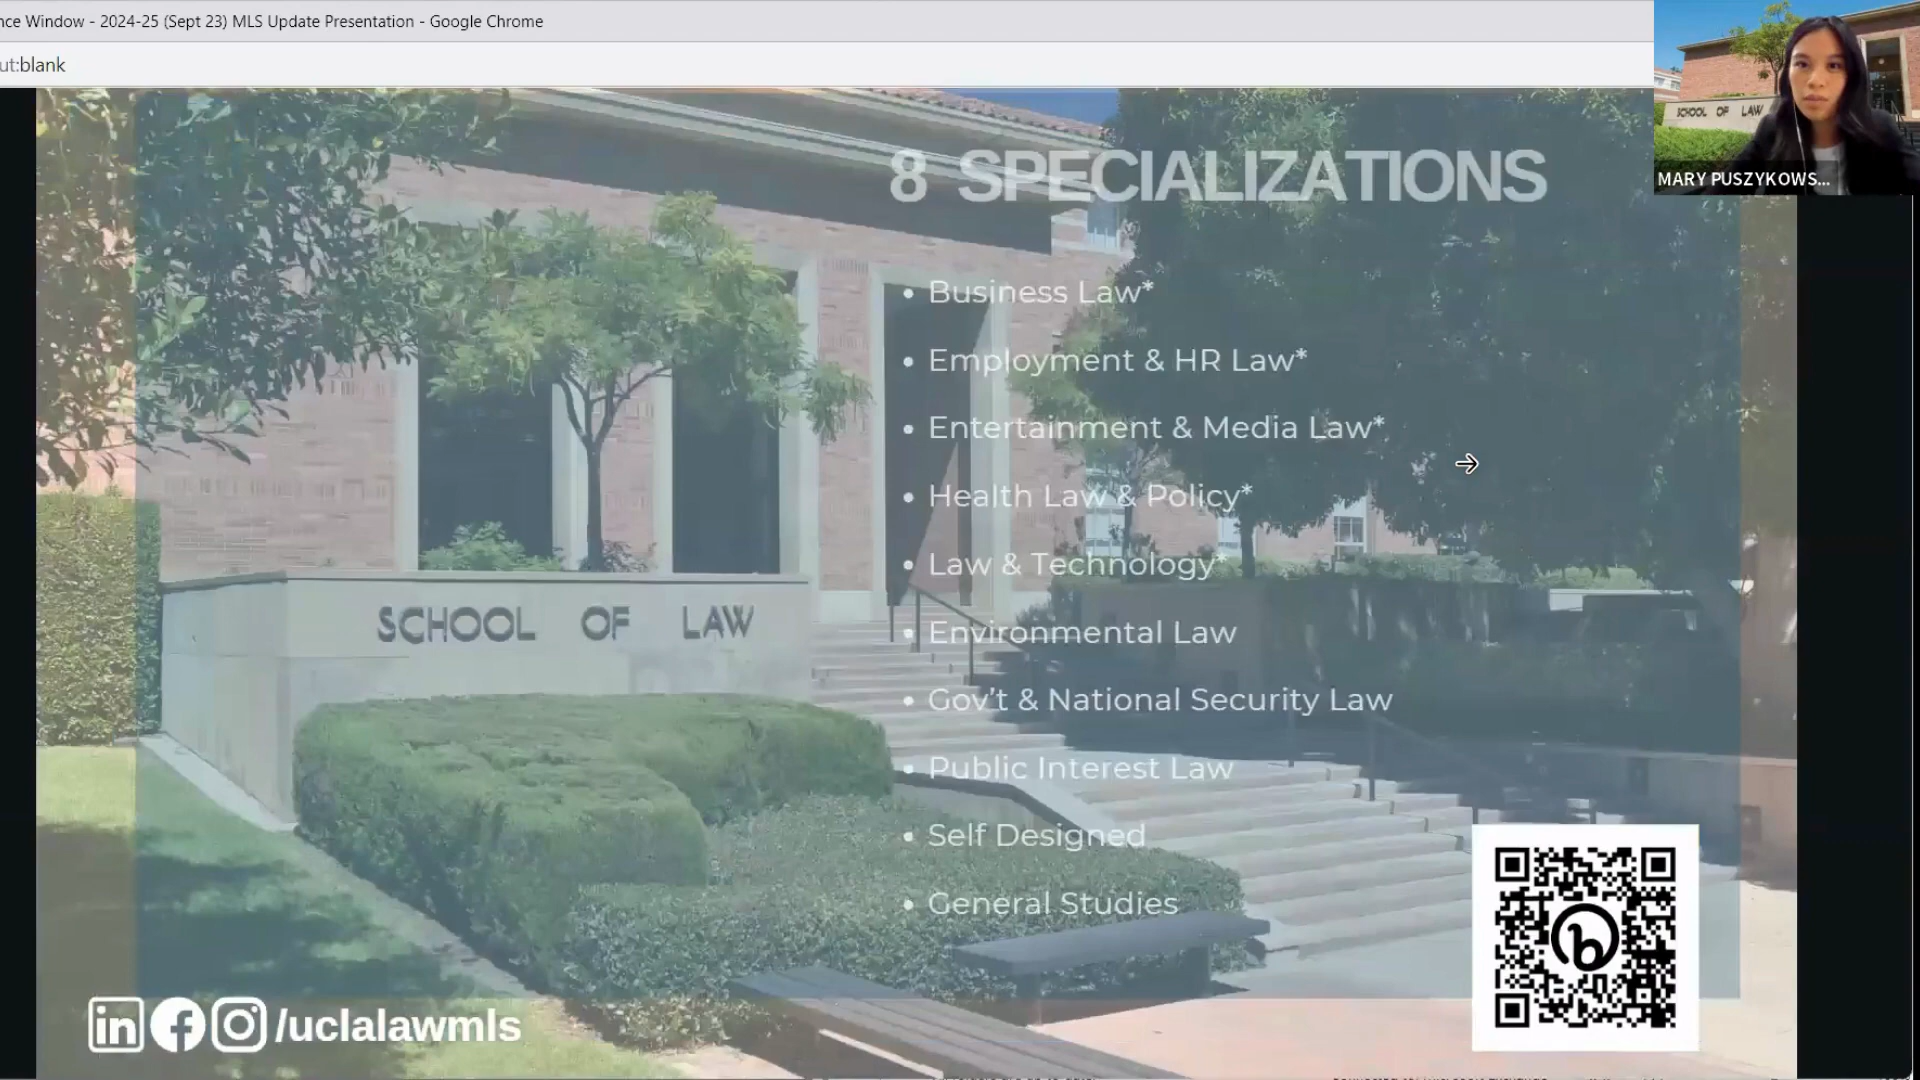 nce Window - 2024-25 (Sept 23) MLS Update Presentation - Google Chrome
ut:blank
SCHOOL OF LAW
MARY PUSZYKOWS...
8 SPECIALIZATIONS
• Business Law*
• Employment & HR Law*
• Entertainment & Media Law*
• Health Law & Policy*
• Law & Technology*
• Environmental Law
• Gov't & National Security Law
• Public Interest Law
• Self Designed
• General Studies
SCHOOL OF LAW
/uclalawmls